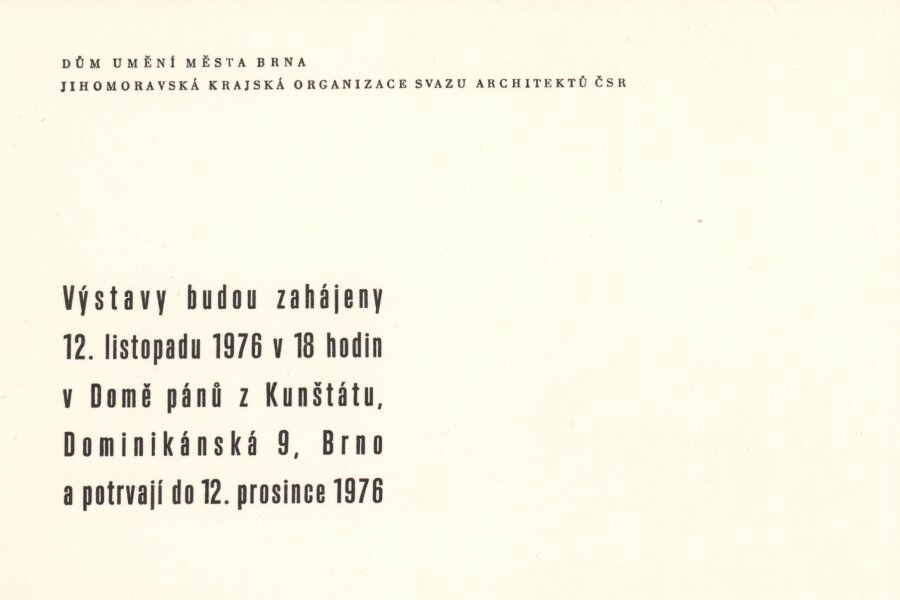 DŮM UMĚNÍ MĚSTA BRNA
JIHOMORAVSKÁ KRAJSKÁ ORGANIZACE SVAZU ARCHITEKTŮ ČSR
Výstavy budou zahájeny
12. listopadu 1976 v 18 hodin
v Domě pánů z Kunštátu,
Dominikánská 9, Brno
a potrvají do 12. prosince 1976